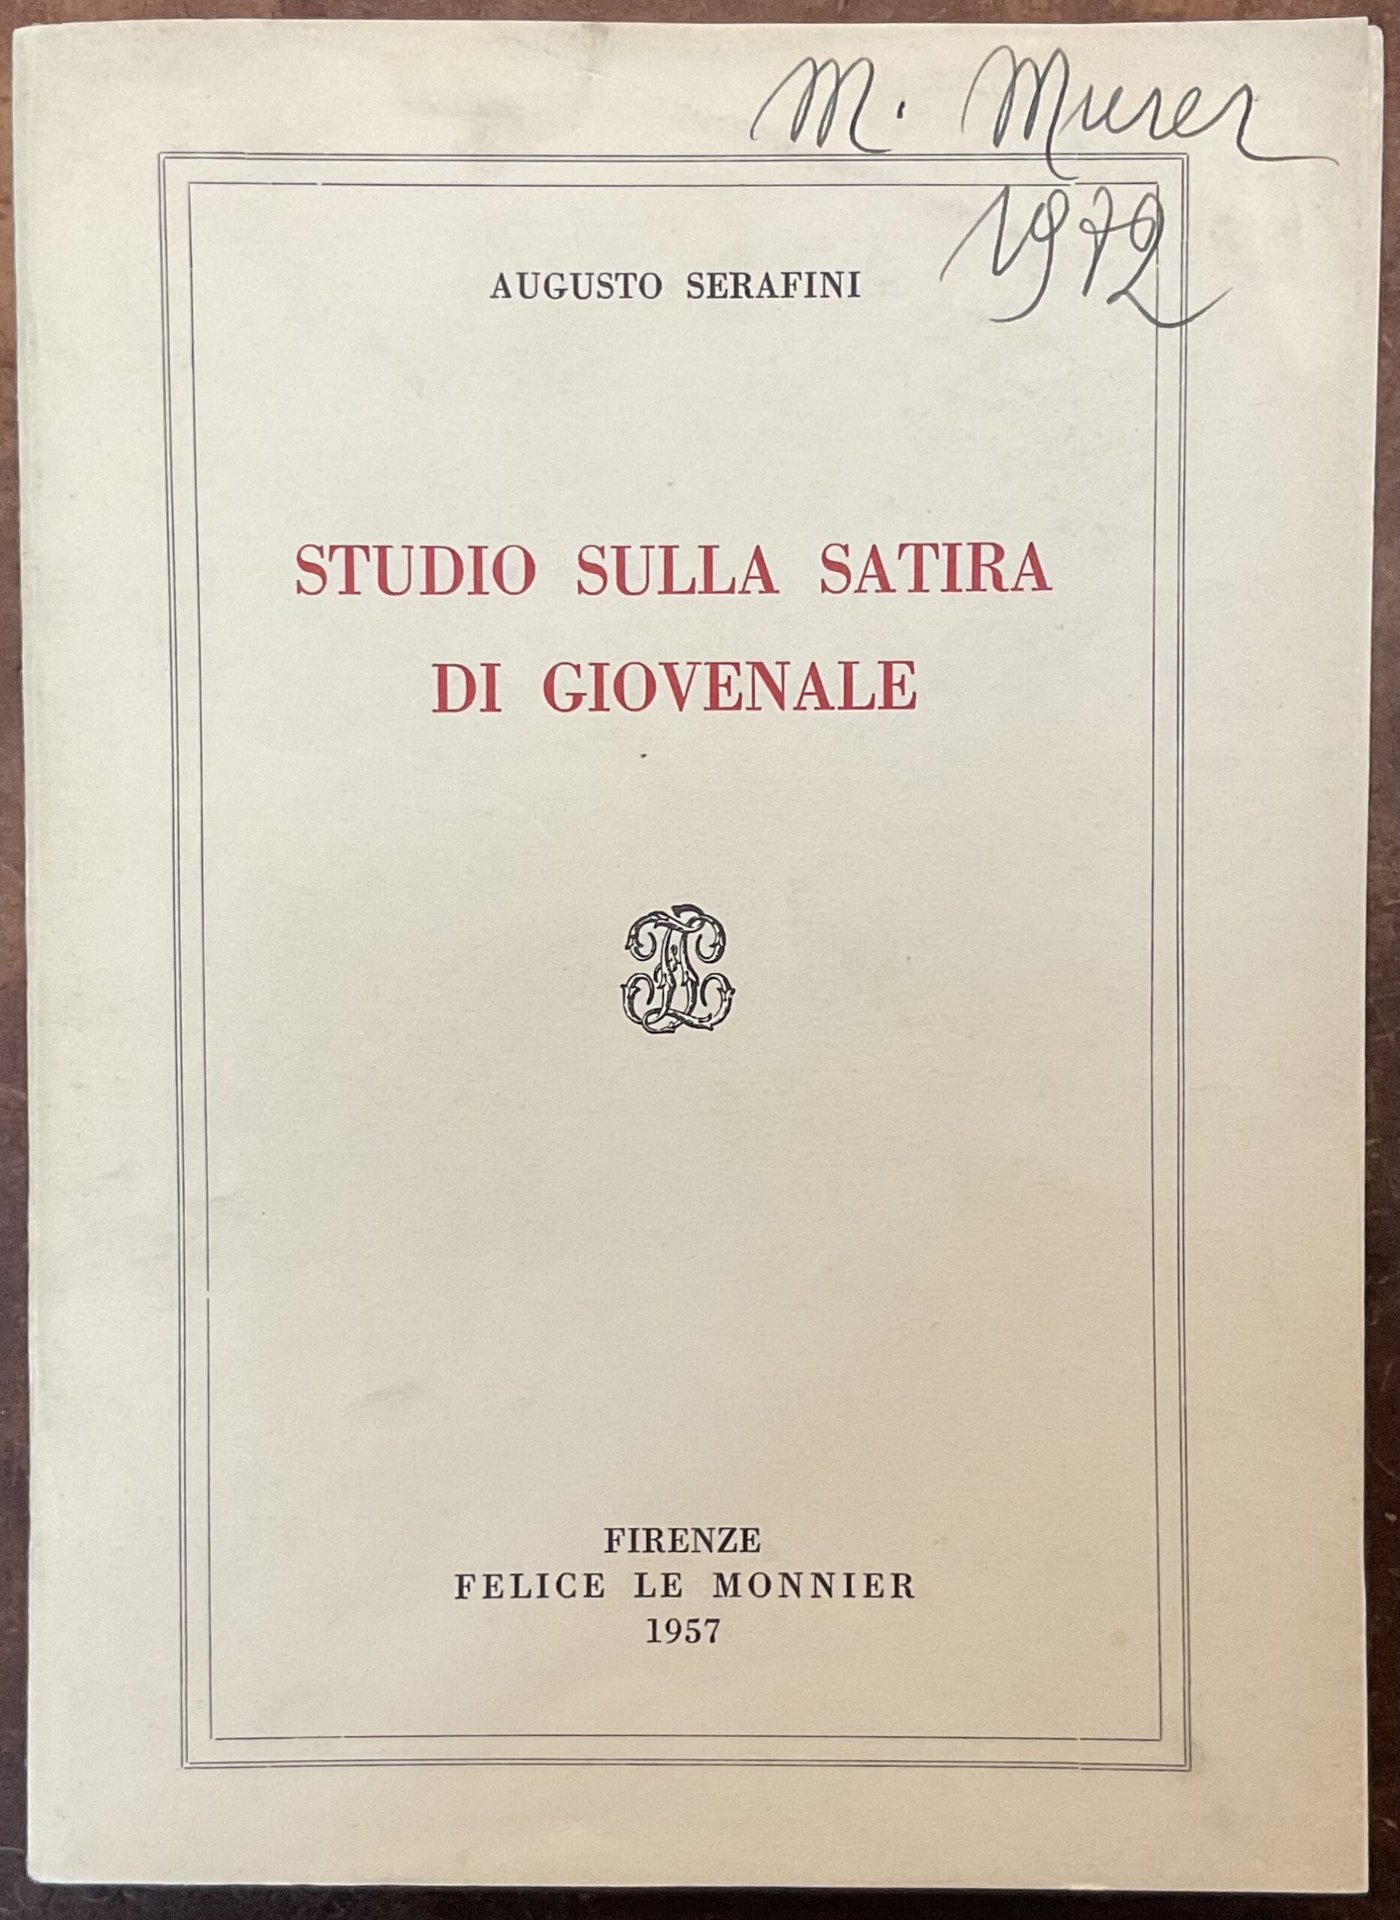 M. Murer
1972
AUGUSTO SERAFINI
STUDIO SULLA SATIRA
DI GIOVENALE
FIRENZE
FELICE LE MONNIER
1957